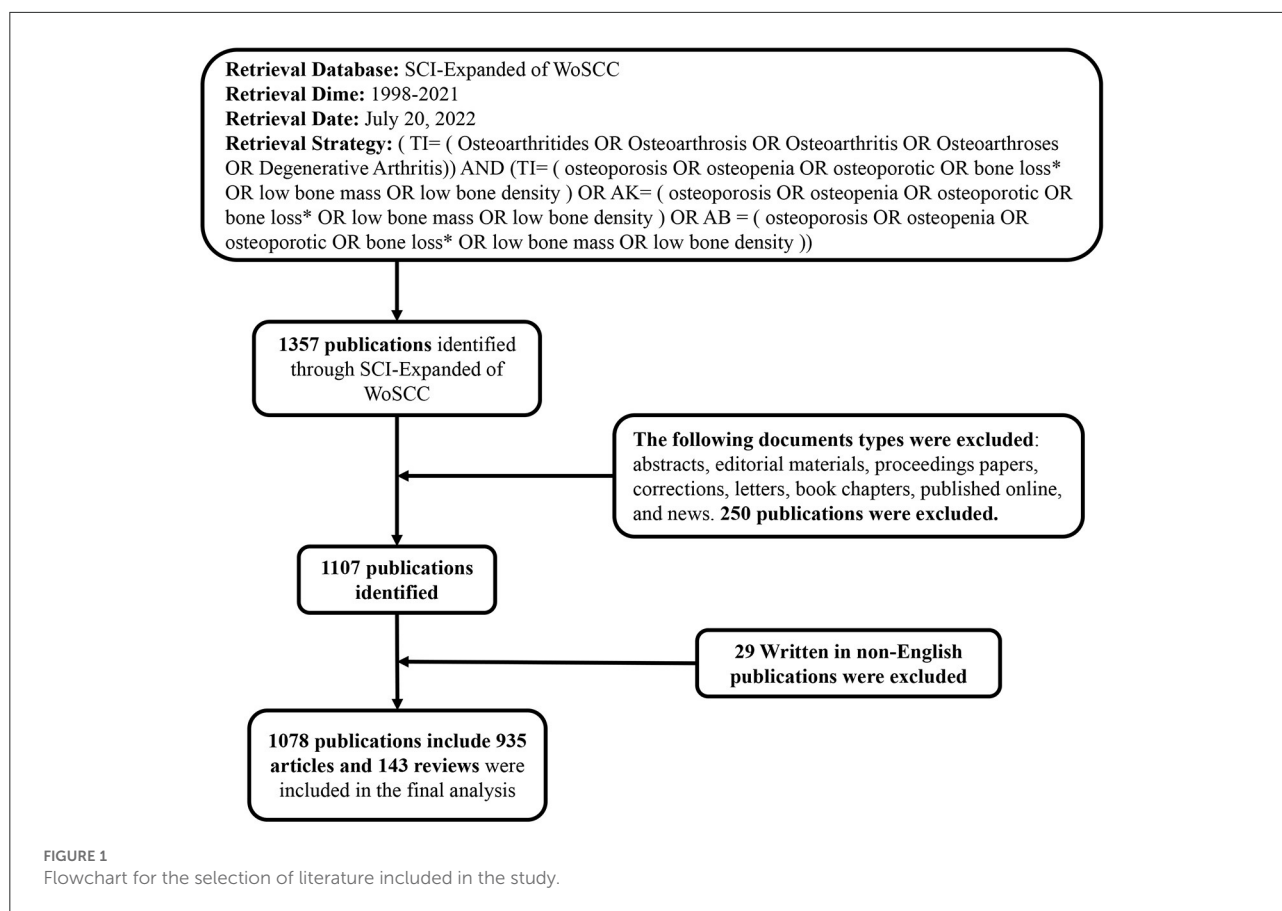 Retrieval Database: SCI-Expanded of WoSCC
Retrieval Dime: 1998-2021
Retrieval Date: July 20, 2022
Retrieval Strategy: ( TI= ( Osteoarthritides OR Osteoarthrosis OR Osteoarthritis OR Osteoarthroses
OR Degenerative Arthritis)) AND (TI= ( osteoporosis OR osteopenia OR osteoporotic OR bone loss*
OR low bone mass OR low bone density ) OR AK= ( osteoporosis OR osteopenia OR osteoporotic OR
bone loss* OR low bone mass OR low bone density ) OR AB = ( osteoporosis OR osteopenia OR
osteoporotic OR bone loss* OR low bone mass OR low bone density ))
1357 publications identified
through SCI-Expanded of
WoSCC
The following documents types were excluded:
abstracts, editorial materials, proceedings papers,
corrections, letters, book chapters, published online,
and news. 250 publications were excluded.
1107 publications
identified
29 Written in non-English
publications were excluded
1078 publications include 935
articles and 143 reviews were
included in the final analysis
FIGURE 1
Flowchart for the selection of literature included in the study.